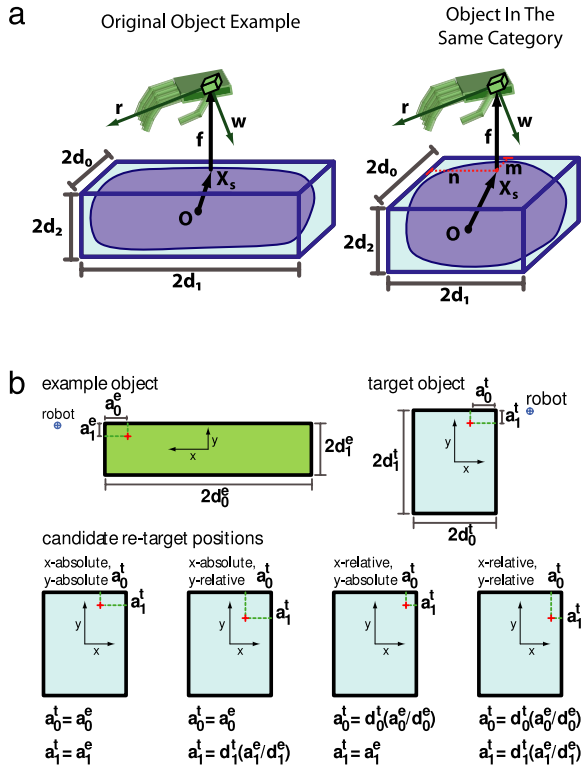 a
Original Object Example
Object In The
Same Category
r
w
f
2d₀
Xₛ
O
2d₂
2d₁
r
w
f
2d₀
m
n
Xₛ
O
2d₂
2d₁
b
example object
target object
robot
a₀ᵉ
a₁ᵉ
y
x
2d₁ᵉ
2d₀ᵉ
a₀ᵗ
robot
a₁ᵗ
y
x
2d₁ᵗ
2d₀ᵗ
candidate re-target positions
x-absolute,
y-absolute
a₀ᵗ
a₁ᵗ
y
x
x-absolute,
y-relative
a₀ᵗ
a₁ᵗ
y
x
x-relative,
y-absolute
a₀ᵗ
a₁ᵗ
y
x
x-relative,
y-relative
a₀ᵗ
a₁ᵗ
y
x
a₀ᵗ = a₀ᵉ
a₀ᵗ = a₀ᵉ
a₀ᵗ = d₀ᵗ(a₀ᵉ/d₀ᵉ)
a₀ᵗ = d₀ᵗ(a₀ᵉ/d₀ᵉ)
a₁ᵗ = a₁ᵉ
a₁ᵗ = d₁ᵗ(a₁ᵉ/d₁ᵉ)
a₁ᵗ = a₁ᵉ
a₁ᵗ = d₁ᵗ(a₁ᵉ/d₁ᵉ)